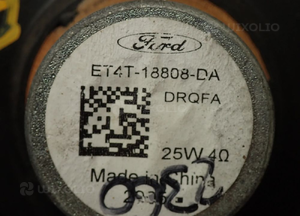 Ford
ET4T-18808-DA
DRQFA
25W 4Ω
Made in China